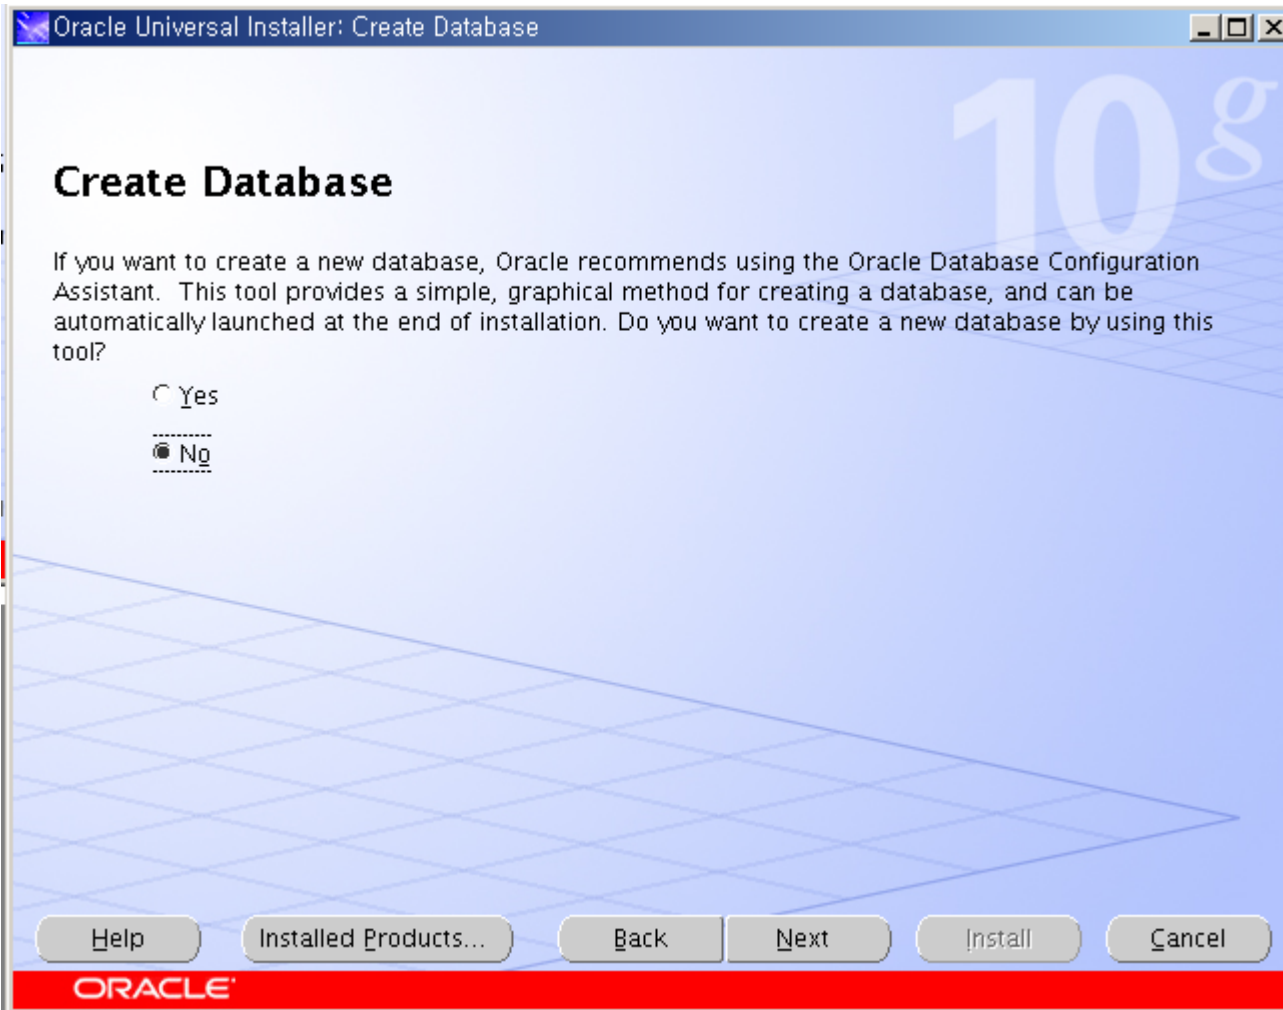 Oracle Universal Installer: Create Database
10g
Create Database
If you want to create a new database, Oracle recommends using the Oracle Database Configuration
Assistant.  This tool provides a simple, graphical method for creating a database, and can be
automatically launched at the end of installation. Do you want to create a new database by using this
tool?
Yes
No
Help Installed Products... Back Next Install Cancel
ORACLE